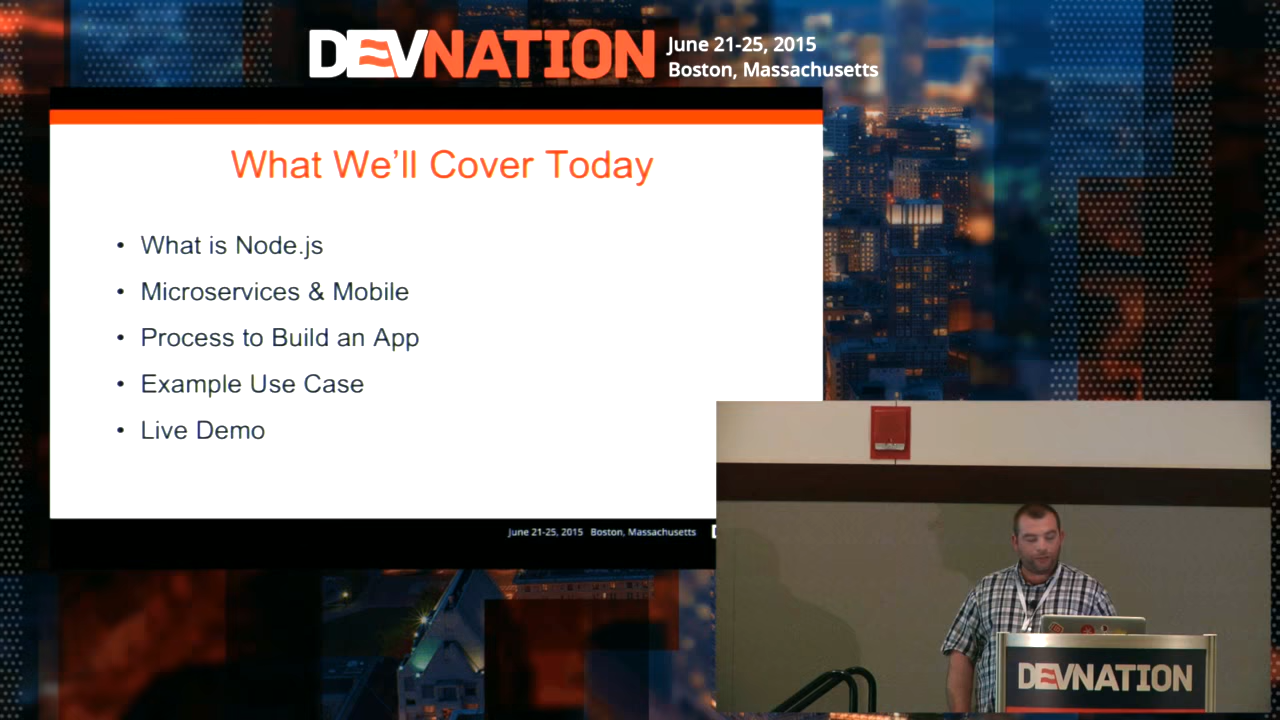 DEVNATION
June 21-25, 2015
Boston, Massachusetts
What We'll Cover Today
• What is Node.js
• Microservices & Mobile
• Process to Build an App
• Example Use Case
• Live Demo
June 21-25, 2015 Boston, Massachusetts
DEVNATION